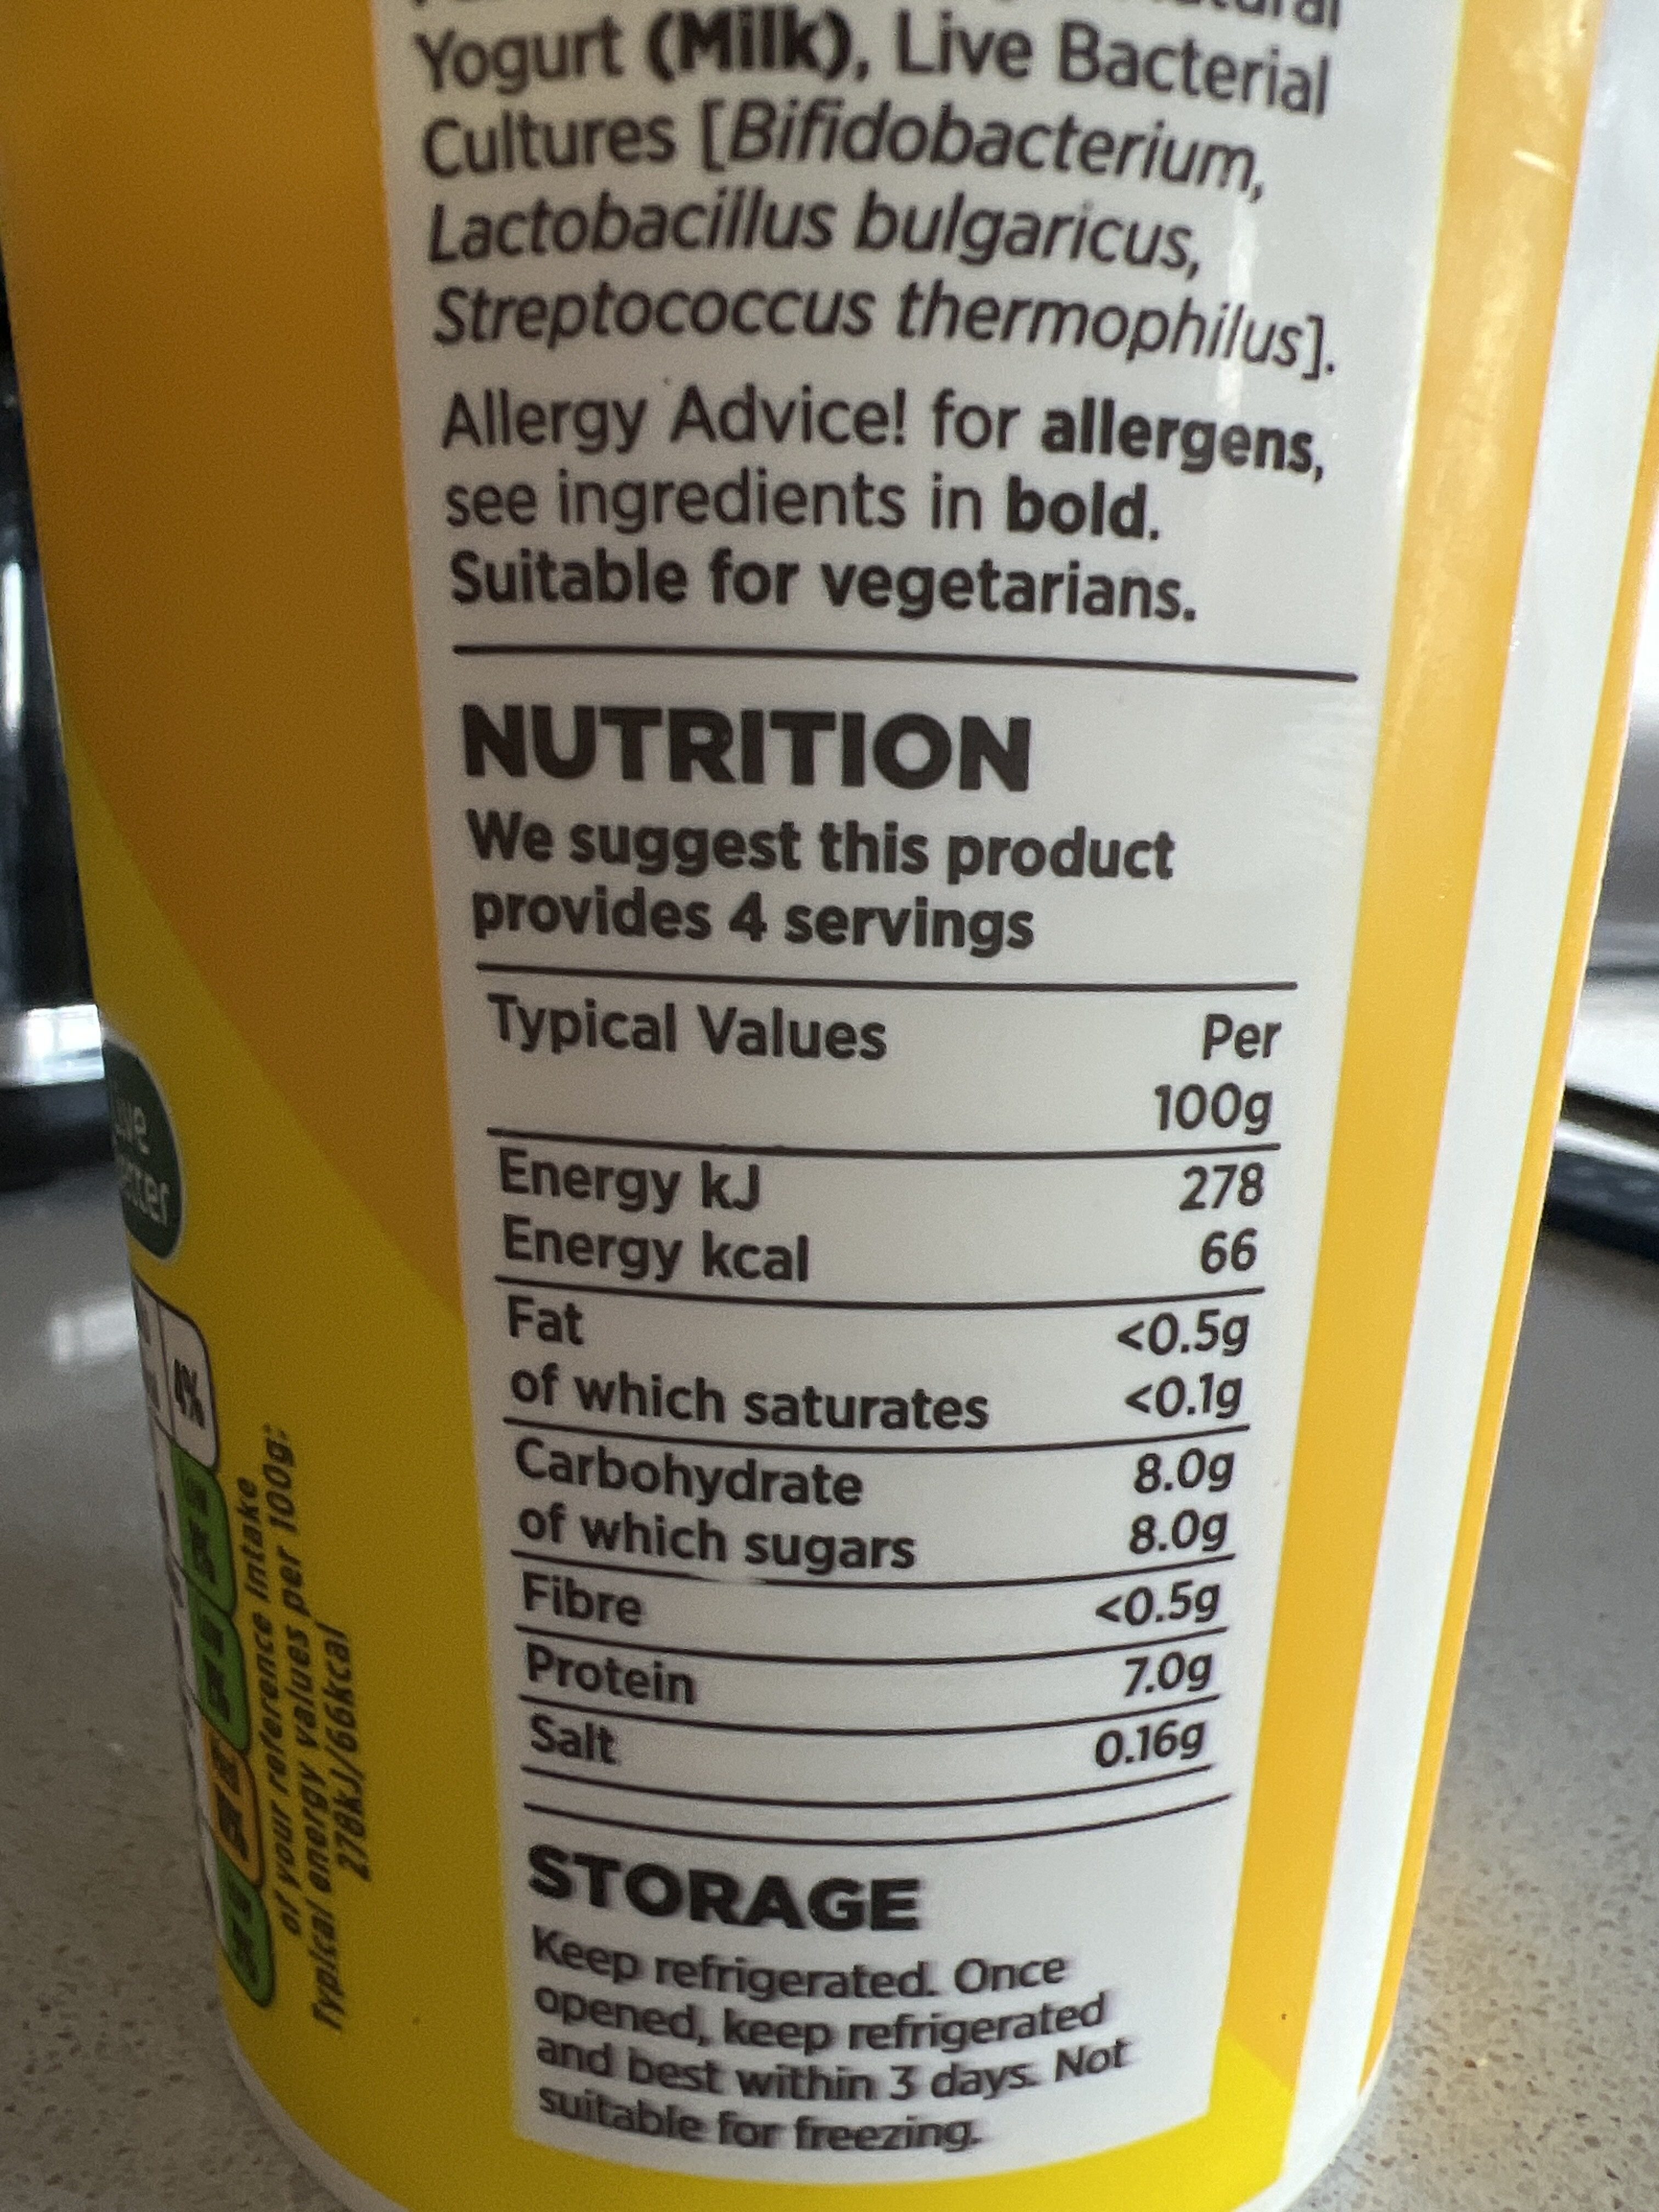 Yogurt (Milk), Live Bacterial
Cultures [Bifidobacterium,
Lactobacillus bulgaricus,
Streptococcus thermophilus].
Allergy Advice! for allergens,
see ingredients in bold.
Suitable for vegetarians.
NUTRITION
We suggest this product
provides 4 servings
Typical Values Per
100g
Energy kJ 278
Energy kcal 66
Fat <0.5g
of which saturates <0.1g
Carbohydrate 8.0g
of which sugars 8.0g
Fibre <0.5g
Protein 7.0g
Salt 0.16g
STORAGE
Keep refrigerated. Once
opened, keep refrigerated
and best within 3 days. Not
suitable for freezing.
4%
of your reference intake
Typical energy values per 100g:
278kJ/66kcal